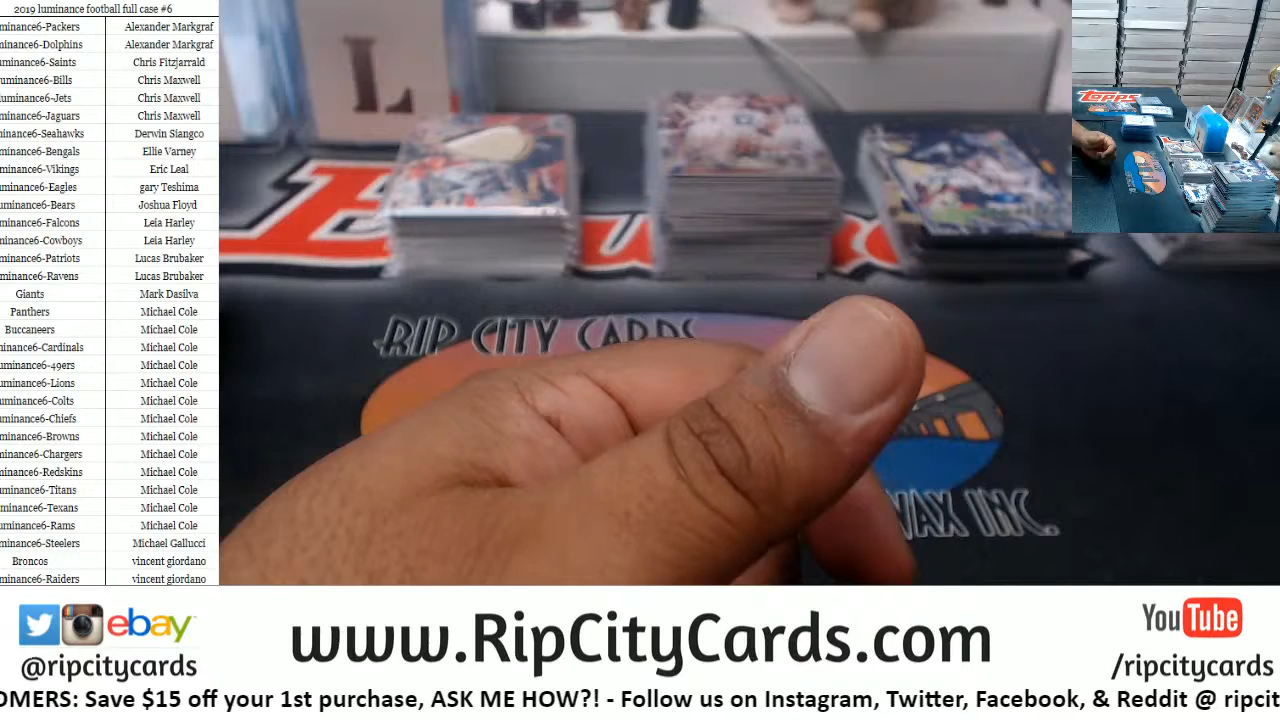 2019 luminance football full case #6
minance6-Packers Alexander Markgraf
minance6-Dolphins Alexander Markgraf
uminance6-Saints Chris Fitzjarrald
uminance6-Bills Chris Maxwell
luminance6-Jets Chris Maxwell
uminance6-Jaguars Chris Maxwell
minance6-Seahawks Derwin Siangco
minance6-Bengals Ellie Varney
minance6-Vikings Eric Leal
uminance6-Eagles gary Teshima
uminance6-Bears Joshua Floyd
minance6-Falcons Leia Harley
minance6-Cowboys Leia Harley
minance6-Patriots Lucas Brubaker
minance6-Ravens Lucas Brubaker
Giants Mark Dasilva
Panthers Michael Cole
Buccaneers Michael Cole
minance6-Cardinals Michael Cole
uminance6-49ers Michael Cole
uminance6-Lions Michael Cole
uminance6-Colts Michael Cole
uminance6-Chiefs Michael Cole
minance6-Browns Michael Cole
minance6-Chargers Michael Cole
minance6-Redskins Michael Cole
uminance6-Titans Michael Cole
uminance6-Texans Michael Cole
uminance6-Rams Michael Cole
uminance6-Steelers Michael Gallucci
Broncos vincent giordano
minance6-Raiders vincent giordano
Topps
RIP CITY CARDS
WAX INC.
ebay
@ripcitycards
www.RipCityCards.com
YouTube
/ripcitycards
OMERS: Save $15 off your 1st purchase, ASK ME HOW?! - Follow us on Instagram, Twitter, Facebook, & Reddit @ ripcit